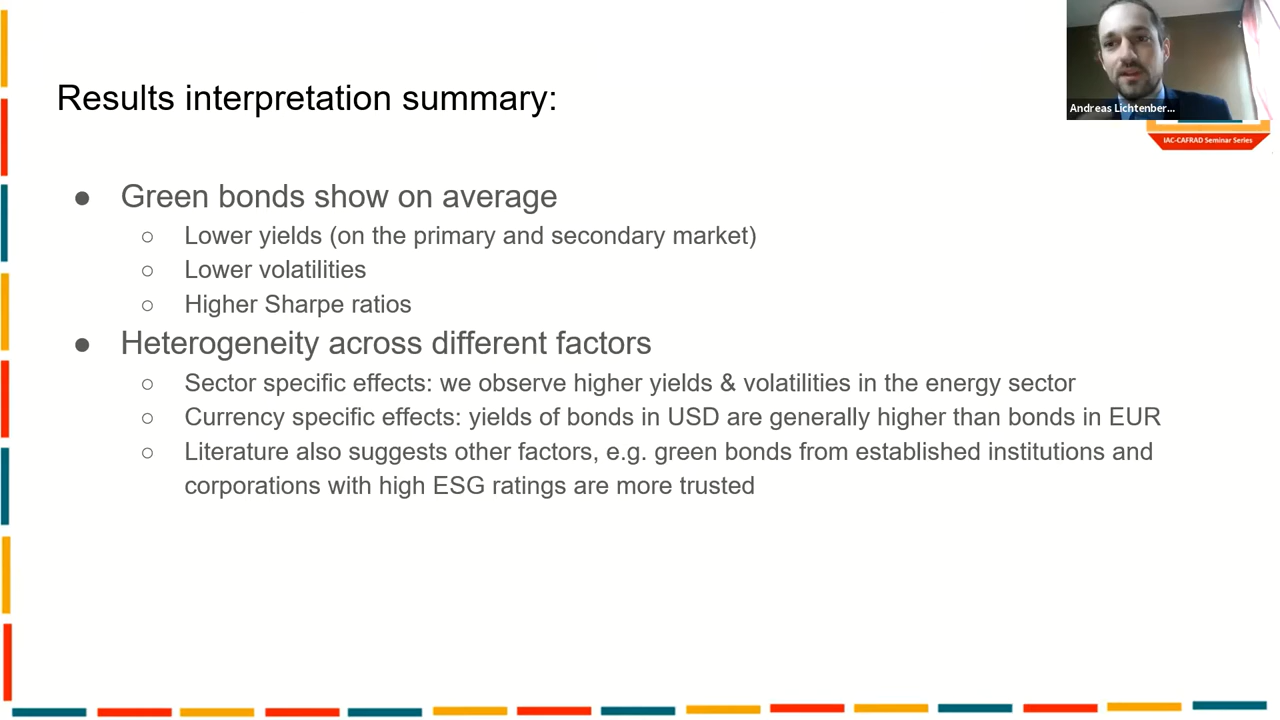 Results interpretation summary:
Andreas Lichtenber...
IAC-CAFRAD Seminar Series
● Green bonds show on average
○ Lower yields (on the primary and secondary market)
○ Lower volatilities
○ Higher Sharpe ratios
● Heterogeneity across different factors
○ Sector specific effects: we observe higher yields & volatilities in the energy sector
○ Currency specific effects: yields of bonds in USD are generally higher than bonds in EUR
○ Literature also suggests other factors, e.g. green bonds from established institutions and
corporations with high ESG ratings are more trusted